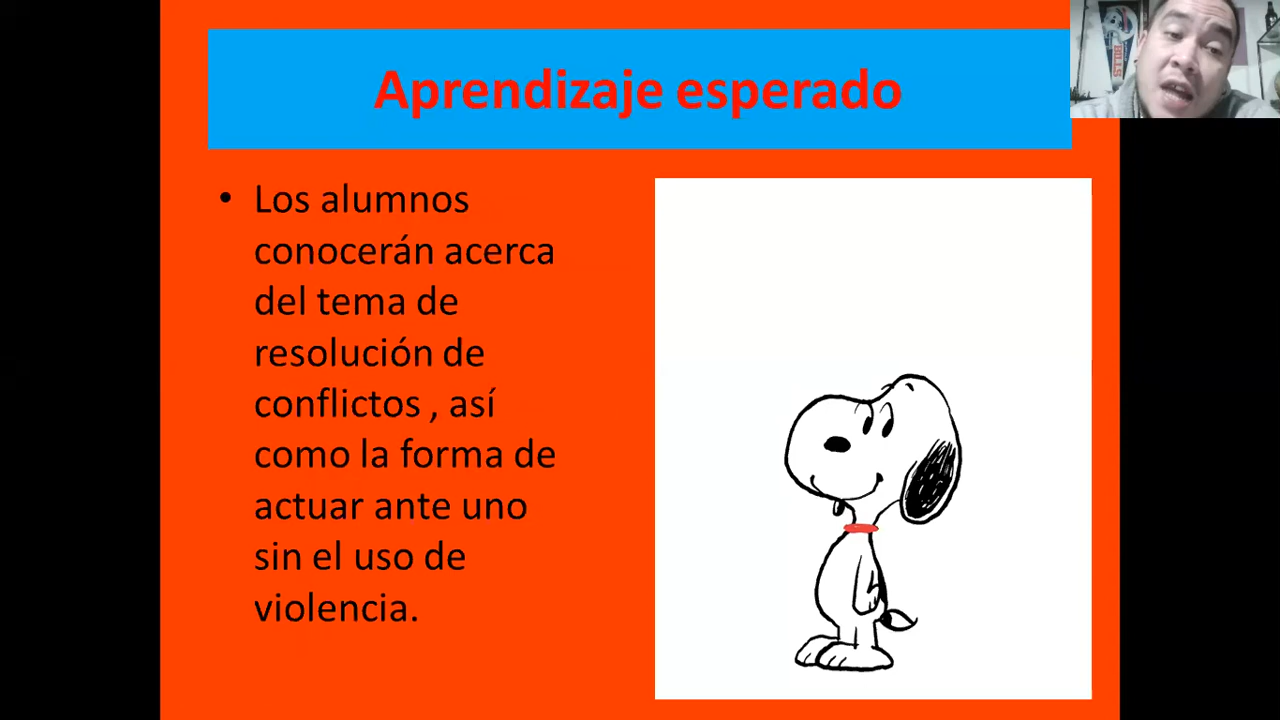 Aprendizaje esperado
BILLS
• Los alumnos
conocerán acerca
del tema de
resolución de
conflictos , así
como la forma de
actuar ante uno
sin el uso de
violencia.